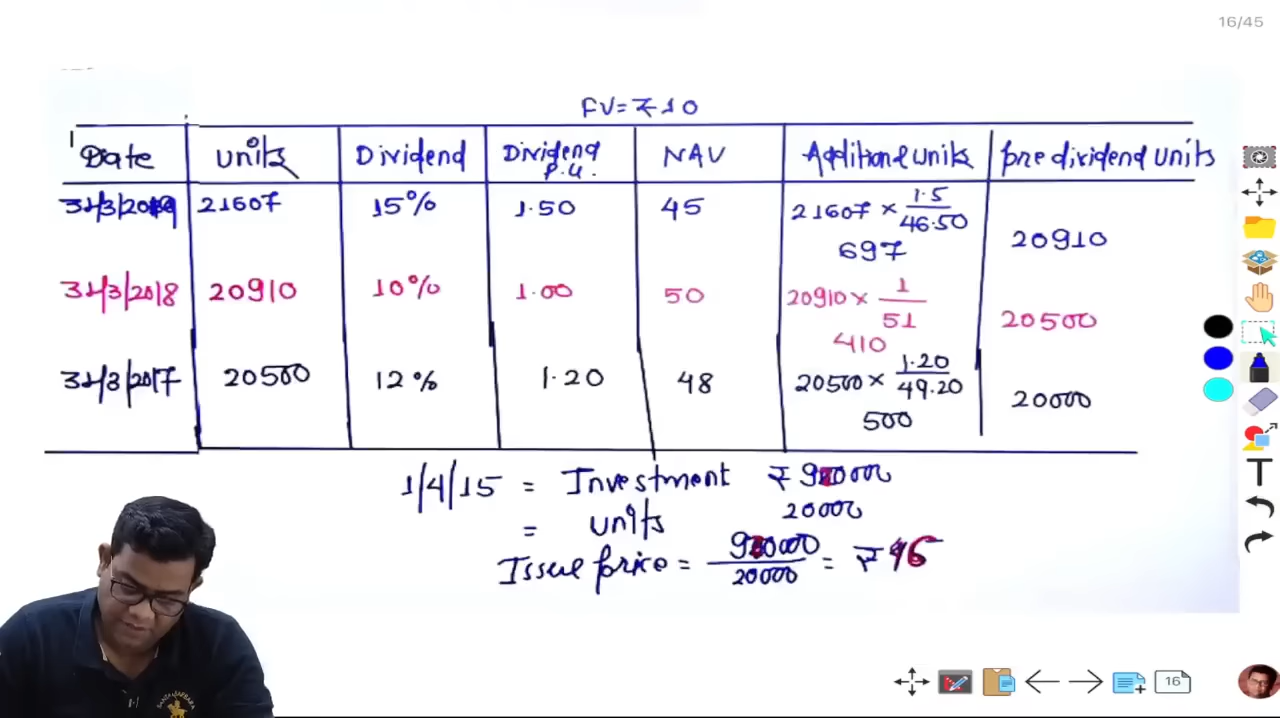 16/45
FV=₹10
Date units Dividend Dividend P.U. NAV Additional units pre dividend units
31/3/2019 21607 15% 1.50 45 21607 × 1.5/46.50 697 20910
31/3/2018 20910 10% 1.00 50 20910 × 1/51 410 20500
31/3/2017 20500 12% 1.20 48 20500 × 1.20/49.20 500 20000
1/4/15 = Investment ₹
= units 20000
Issue price = /20000 = ₹
T
16